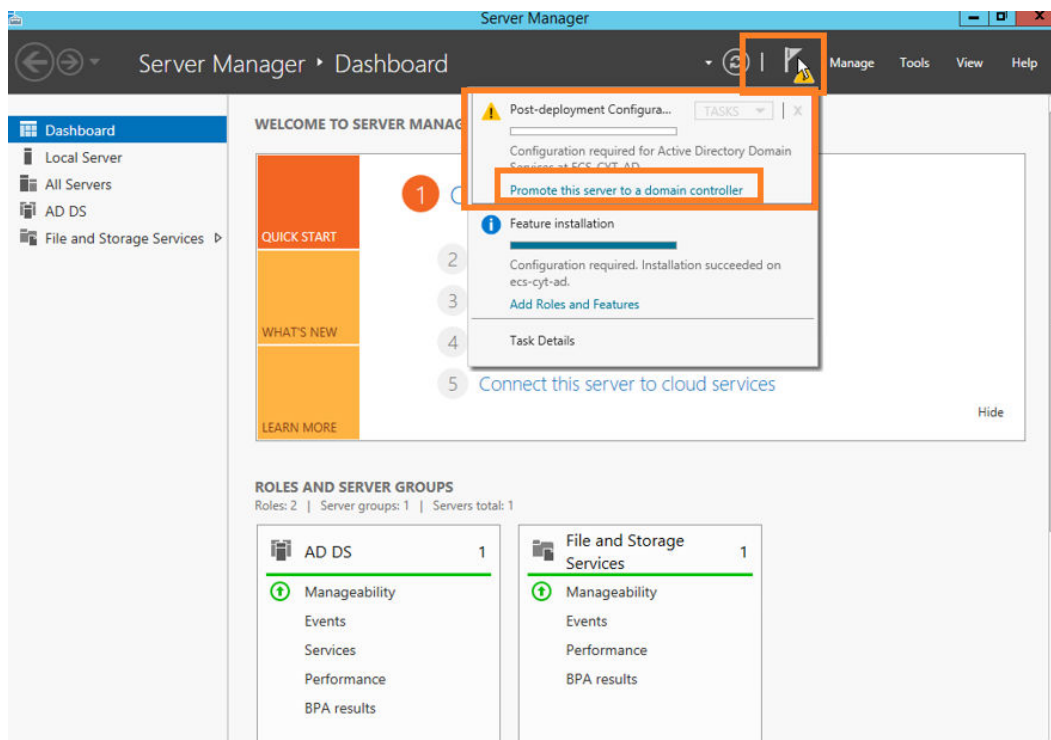 Server Manager
Server Manager ‣ Dashboard
Manage Tools View Help
Dashboard
Local Server
All Servers
AD DS
File and Storage Services
WELCOME TO SERVER MANAG
QUICK START
WHAT'S NEW
LEARN MORE
1
2
3
4
5 Connect this server to cloud services
Hide
Post-deployment Configura... TASKS X
Configuration required for Active Directory Domain
Services at ECS-CYT-AD
Promote this server to a domain controller
Feature installation
Configuration required. Installation succeeded on
ecs-cyt-ad.
Add Roles and Features
Task Details
ROLES AND SERVER GROUPS
Roles: 2 | Server groups: 1 | Servers total: 1
AD DS 1
Manageability
Events
Services
Performance
BPA results
File and Storage
Services 1
Manageability
Events
Performance
BPA results